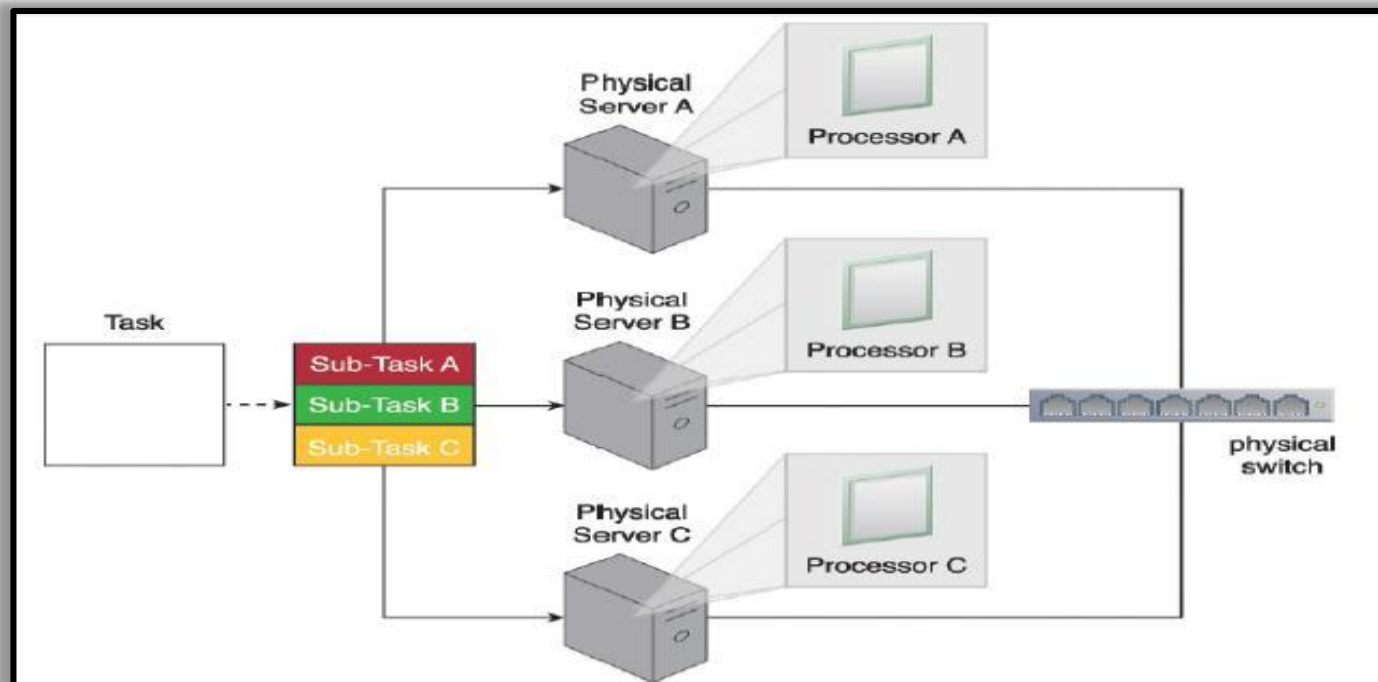 Physical
Server A
Processor A
Task
Sub-Task A
Sub-Task B
Sub-Task C
Physical
Server B
Processor B
physical
switch
Physical
Server C
Processor C